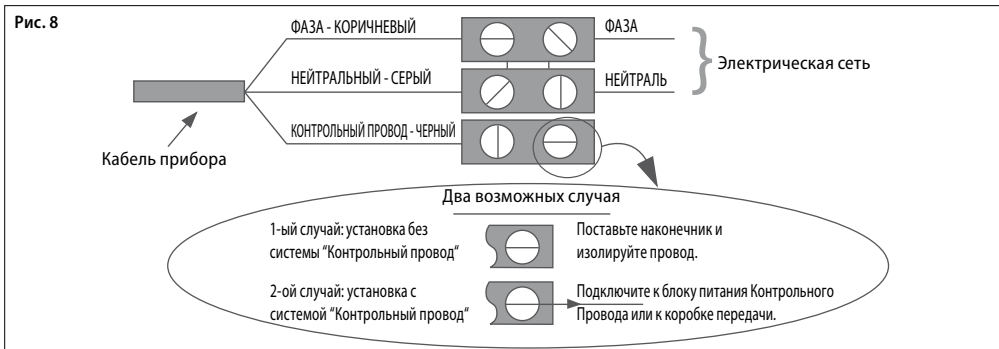 Рис. 8
ФАЗА - КОРИЧНЕВЫЙ
ФАЗА
НЕЙТРАЛЬНЫЙ - СЕРЫЙ
НЕЙТРАЛЬ
Электрическая сеть
КОНТРОЛЬНЫЙ ПРОВОД - ЧЕРНЫЙ
Кабель прибора
Два возможных случая
1-ый случай: установка без
системы “Контрольный провод“
Поставьте наконечник и
изолируйте провод.
2-ой случай: установка с
системой “Контрольный провод“
Подключите к блоку питания Контрольного
Провода или к коробке передачи.